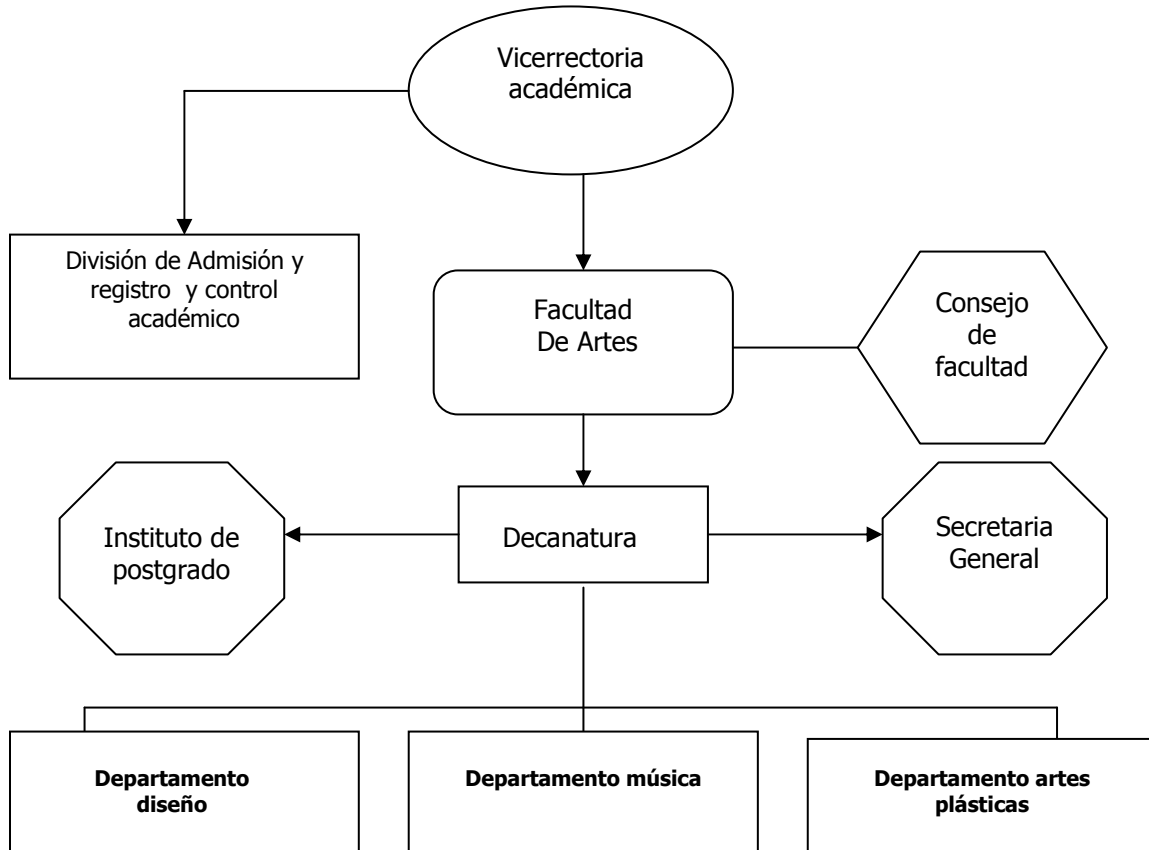 Vicerrectoria
académica
División de Admisión y
registro y control
académico
Facultad
De Artes
Consejo
de
facultad
Instituto de
postgrado
Decanatura
Secretaria
General
Departamento
diseño
Departamento música
Departamento artes
plásticas